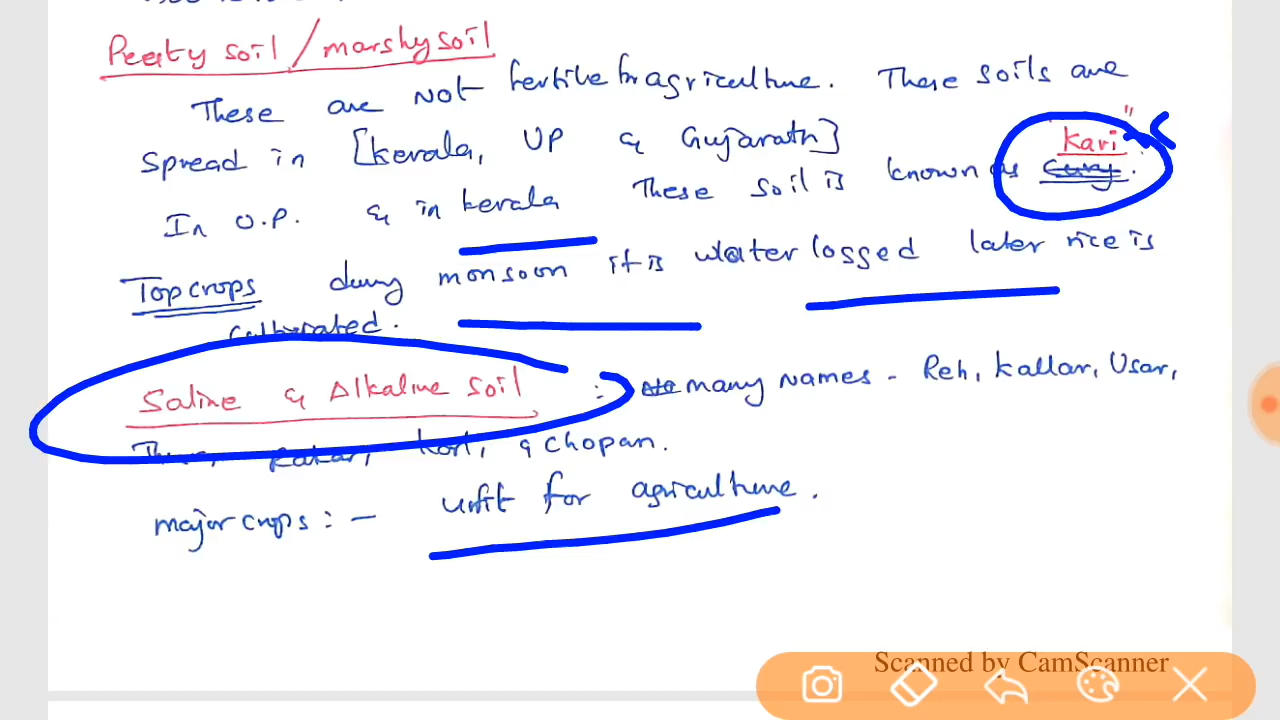 Peaty soil / marshy soil
These are not fertile for agriculture. These soils are
spread in [Kerala, UP & Gujarath]
In U.P. & in Kerala These soil is known as Kari".
Top crops during monsoon it is water logged later rice is
cultivated.
Saline & Alkaline soil : many names - Reh, Kallar, Usar,
Rakar, Karl, & Chopan.
major crops :- unfit for agriculture.
Scanned by CamScanner